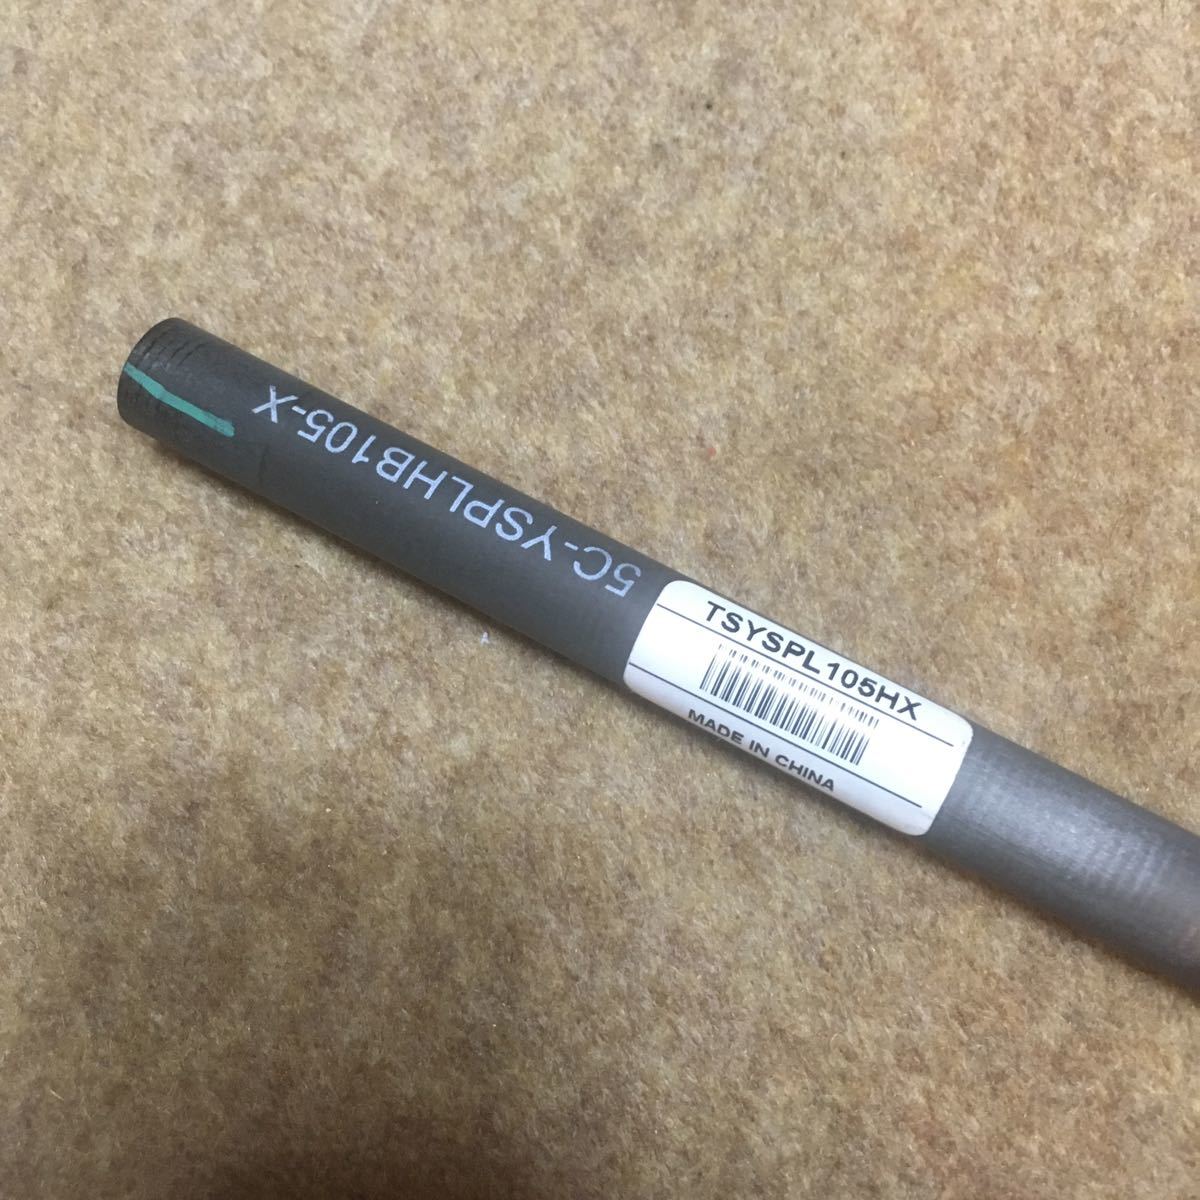 5C-YSPLHB105-X
TSYSPL105HX
MADE IN CHINA